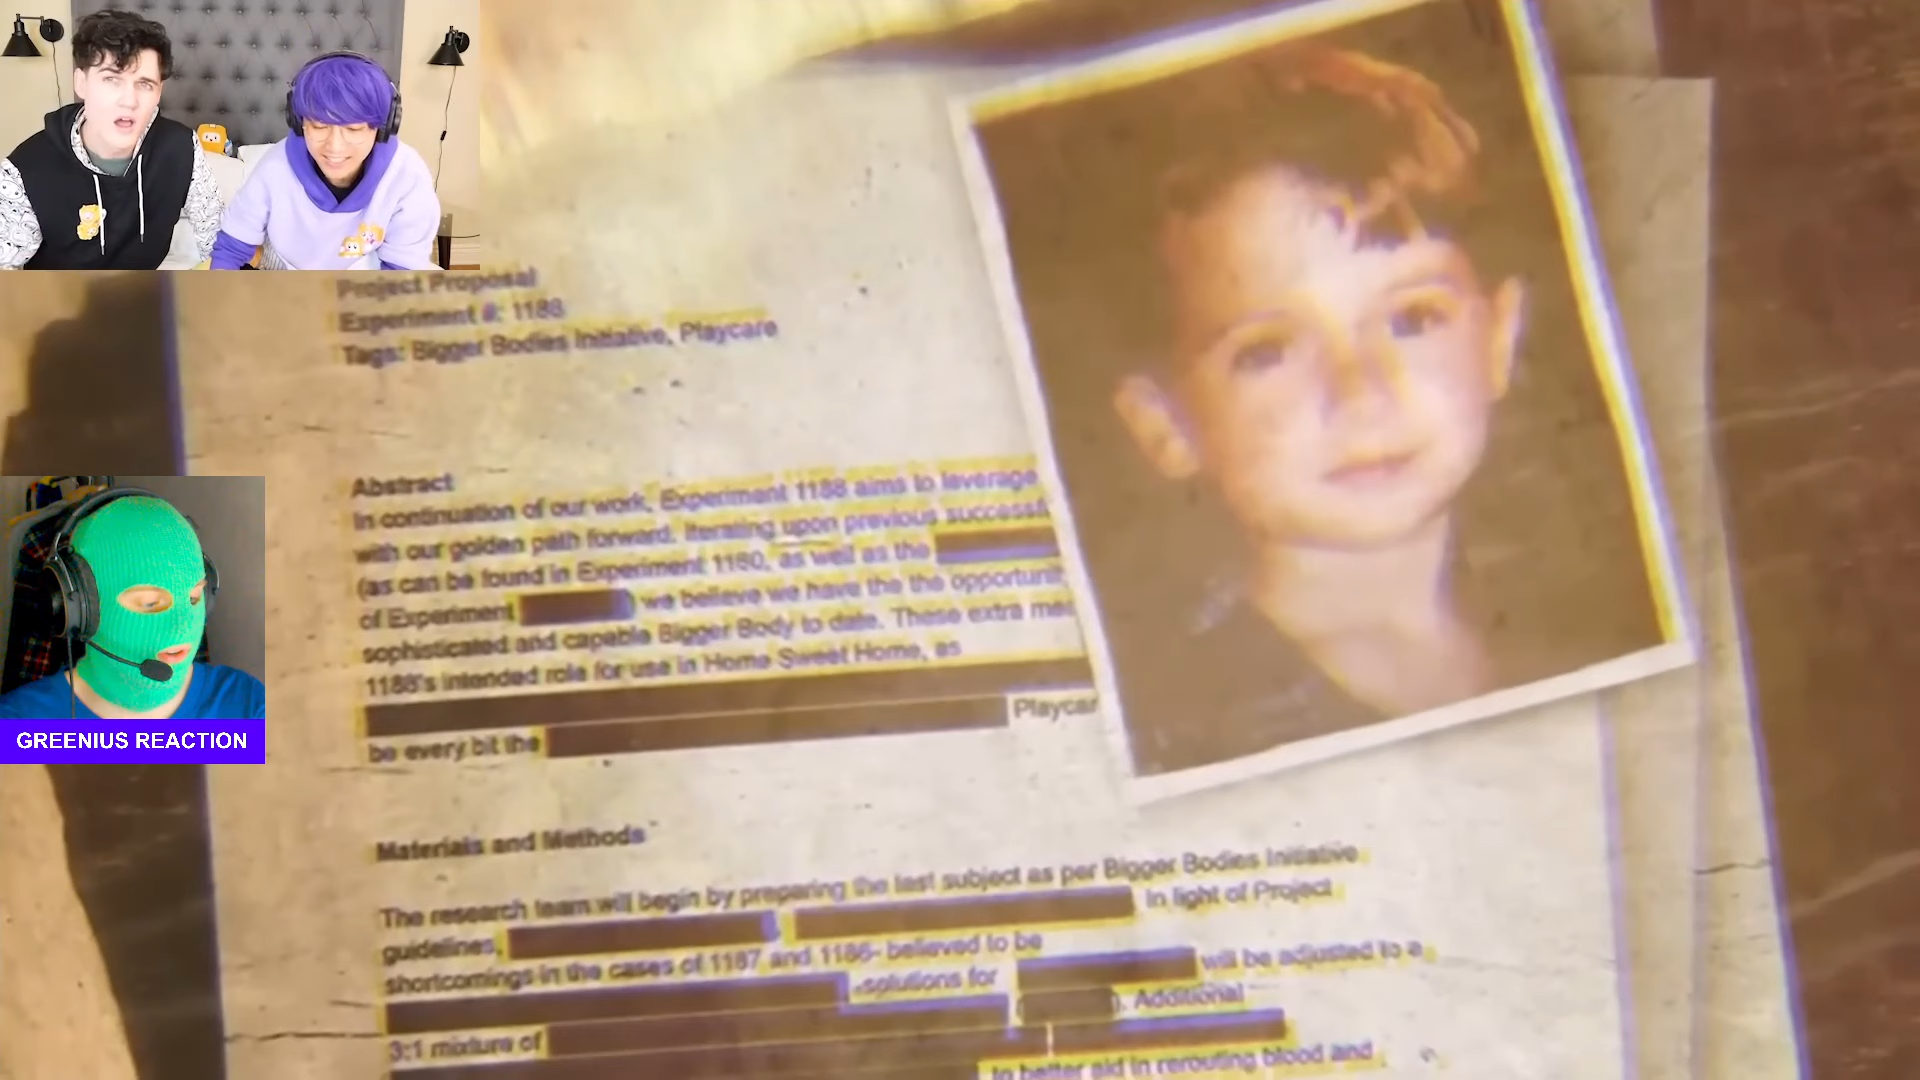 Project Proposal
Experiment #: 1188
Tags: Bigger Bodies Initiative, Playcare
Abstract
In continuation of our work, Experiment 1188 aims to leverage
with our golden path forward. Iterating upon previous successf
(as can be found in Experiment 1160, as well as the
of Experiment ) we believe we have the the opportunit
sophisticated and capable Bigger Body to date. These extra
1188's intended role for use in Home Sweet Home, as
Playcar
be every bit the
GREENIUS REACTION
Materials and Methods
The research team will begin by preparing the last subject as per Bigger Bodies Initiative
guidelines, In light of Project
shortcomings in the cases of 1187 and 1186- believed to be
will be adjusted to a
-solutions for
). Additional
3:1 mixture of
to better aid in rerouting blood and